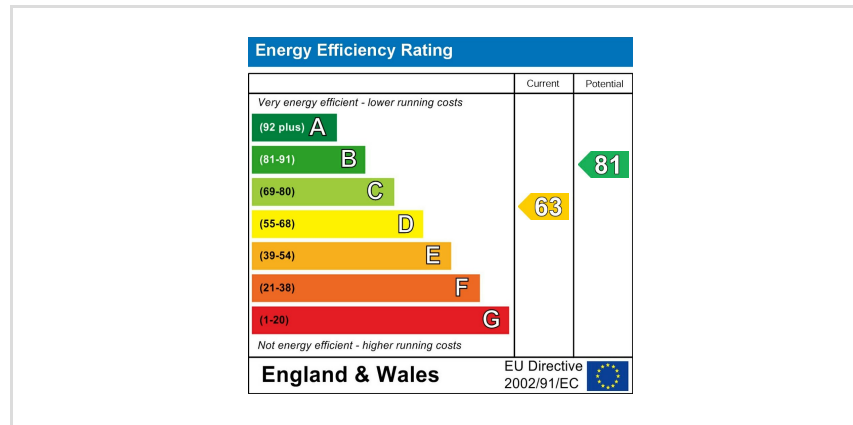 Energy Efficiency Rating
Current Potential
Very energy efficient - lower running costs
(92 plus) A
(81-91) B
81
(69-80) C
63
(55-68) D
(39-54) E
(21-38) F
(1-20) G
Not energy efficient - higher running costs
England & Wales
EU Directive
2002/91/EC